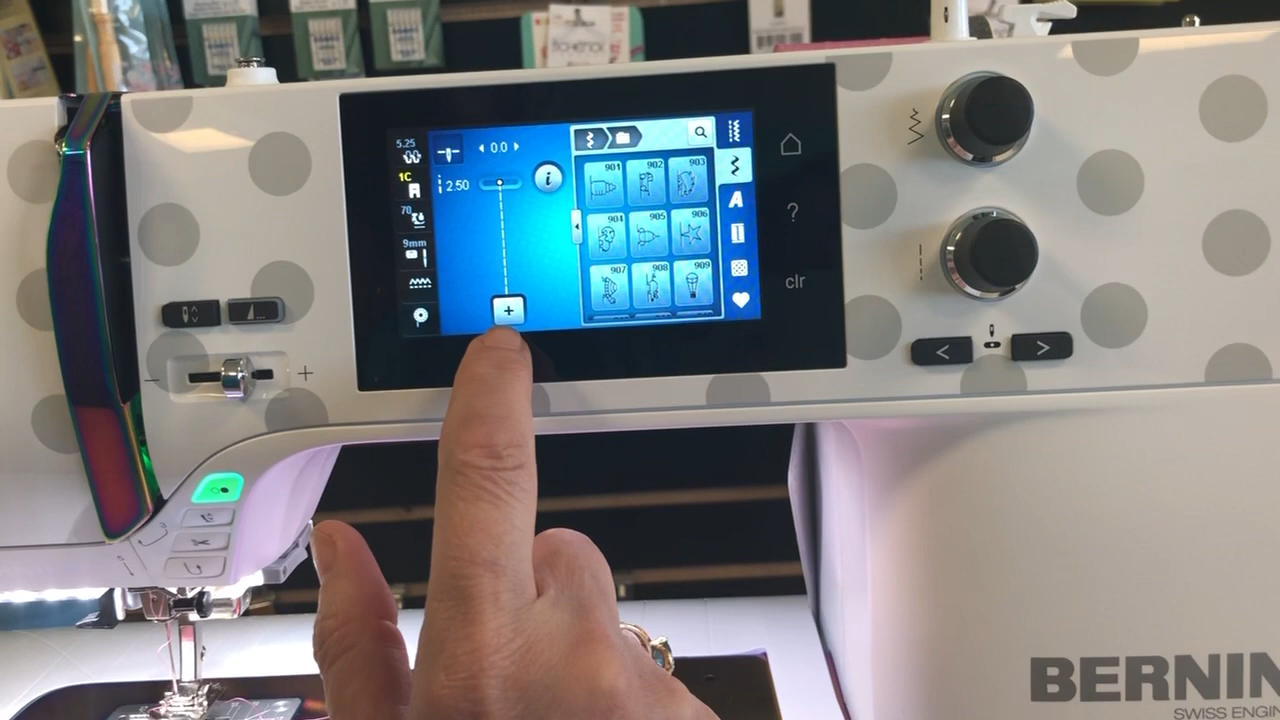 5.25
1C
70
9mm
0.0
2.50
i
+
901 902 903
904 905 906
907 908 909
A
?
clr
- +
< >
BERNIN
SWISS ENGIN